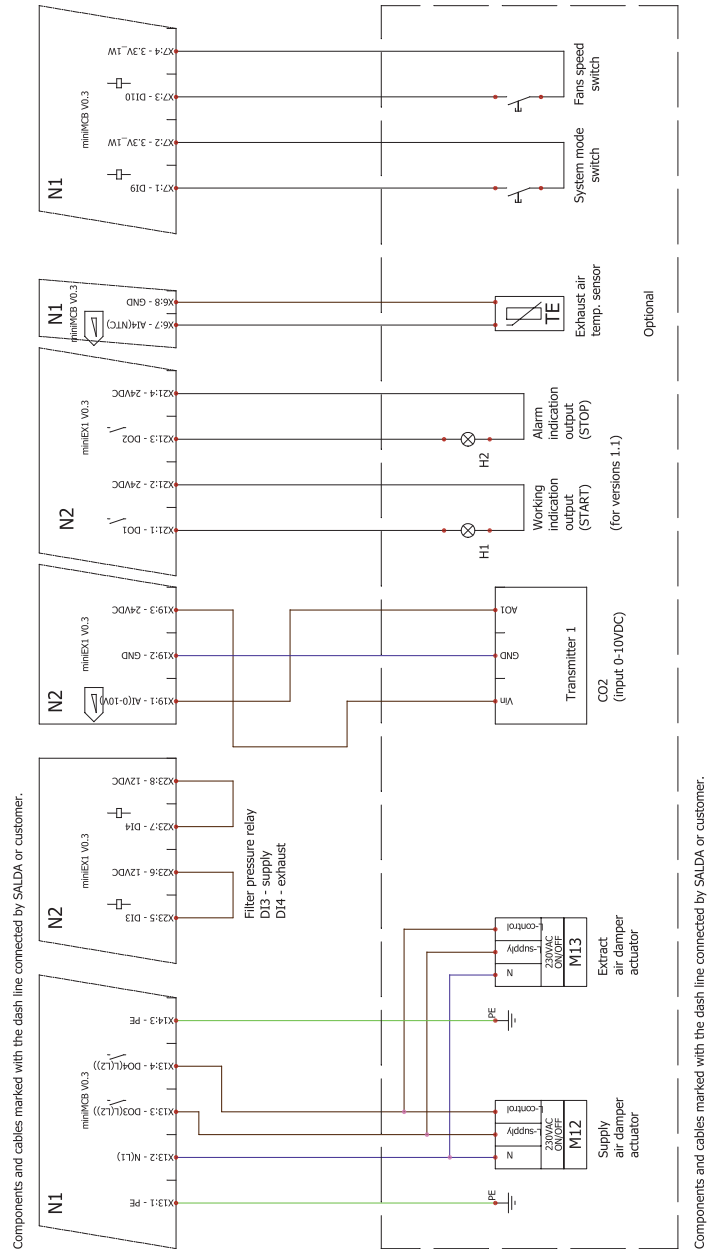 Components and cables marked with the dash line connected by SALDA or customer.
N1
miniMCB V0.3
X13:1 - PE
X13:2 - N(L1)
X13:3 - DO3(L(L2))
X13:4 - DO4(L(L2))
X14:3 - PE
PE
N
L-supply
L-control
230VAC
ON/OFF
M12
Supply
air damper
actuator
PE
N
L-supply
L-control
230VAC
ON/OFF
M13
Extract
air damper
actuator
N2
miniEX1 V0.3
X23:5 - DI3
X23:6 - 12VDC
X23:7 - DI4
X23:8 - 12VDC
Filter pressure relay
DI3 - supply
DI4 - exhaust
N2
miniEX1 V0.3
X19:1 - AI(0-10V)
X19:2 - GND
X19:3 - 24VDC
Vin
GND
AO1
Transmitter 1
CO2
(input 0-10VDC)
N2
miniEX1 V0.3
X21:1 - DO1
X21:2 - 24VDC
X21:3 - DO2
X21:4 - 24VDC
H1
H2
Working
indication
output
(START)
Alarm
indication
output
(STOP)
(for versions 1.1)
N1
miniMCB V0.3
X6:7 - AI4(NTC)
X6:8 - GND
TE
Exhaust air
temp. sensor
Optional
N1
miniMCB V0.3
X7:1 - DI9
X7:2 - 3.3V_1W
X7:3 - DI10
X7:4 - 3.3V_1W
System mode
switch
Fans speed
switch
Components and cables marked with the dash line connected by SALDA or customer.